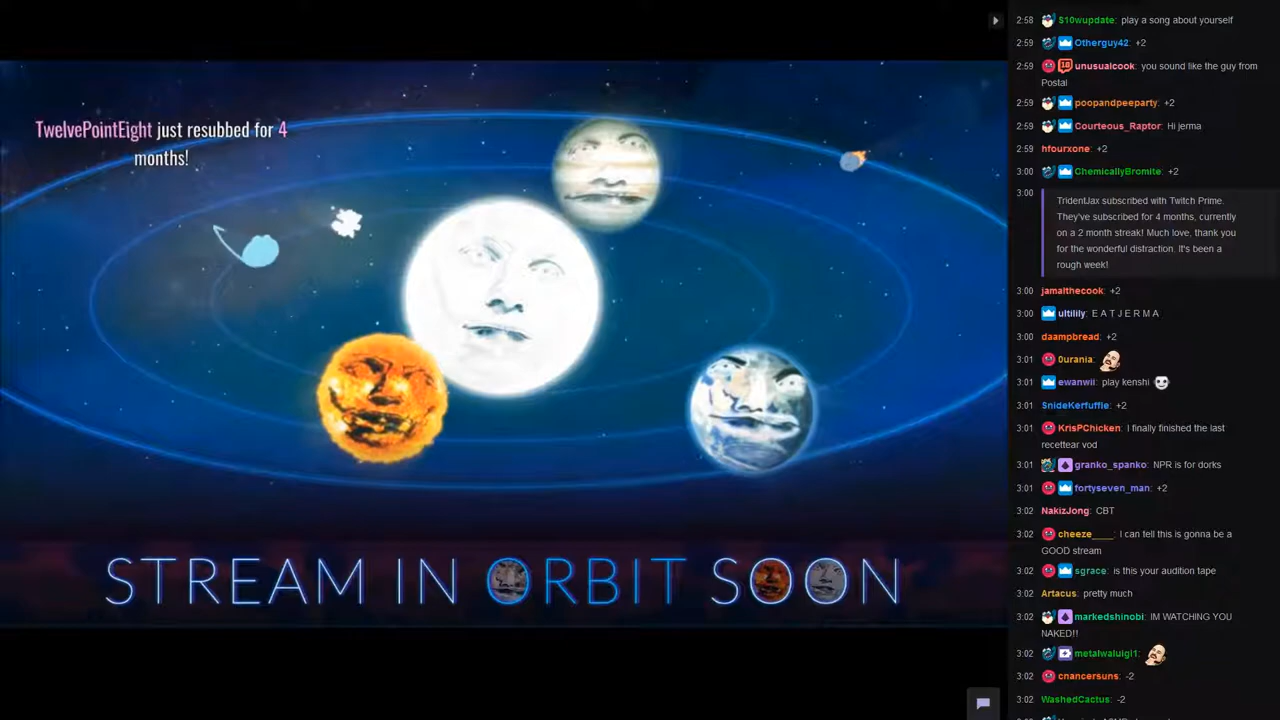 TwelvePointEight just resubbed for 4
months!
STREAM IN ORBIT SOON
2:58 S10wupdate: play a song about yourself
2:59 Otherguy42: +2
2:59 18 unusualcook: you sound like the guy from
Postal
2:59 poopandpeeparty: +2
2:59 Courteous_Raptor: Hi jerma
2:59 hfourxone: +2
3:00 ChemicallyBromite: +2
3:00 TridentJax subscribed with Twitch Prime.
They've subscribed for 4 months, currently
on a 2 month streak! Much love, thank you
for the wonderful distraction. It's been a
rough week!
3:00 jamalthecook: +2
3:00 ultilily: E A T J E R M A
3:00 daampbread: +2
3:01 0urania:
3:01 ewanwii: play kenshi
3:01 SnideKerfuffle: +2
3:01 KrisPChicken: I finally finished the last
recettear vod
3:01 granko_spanko: NPR is for dorks
3:01 fortyseven_man: +2
3:02 NakizJong: CBT
3:02 cheeze____: I can tell this is gonna be a
GOOD stream
3:02 sgrace: is this your audition tape
3:02 Artacus: pretty much
3:02 markedshinobi: IM WATCHING YOU
NAKED!!
3:02 metalwaluigi1:
3:02 cnancersuns: -2
3:02 WashedCactus: -2